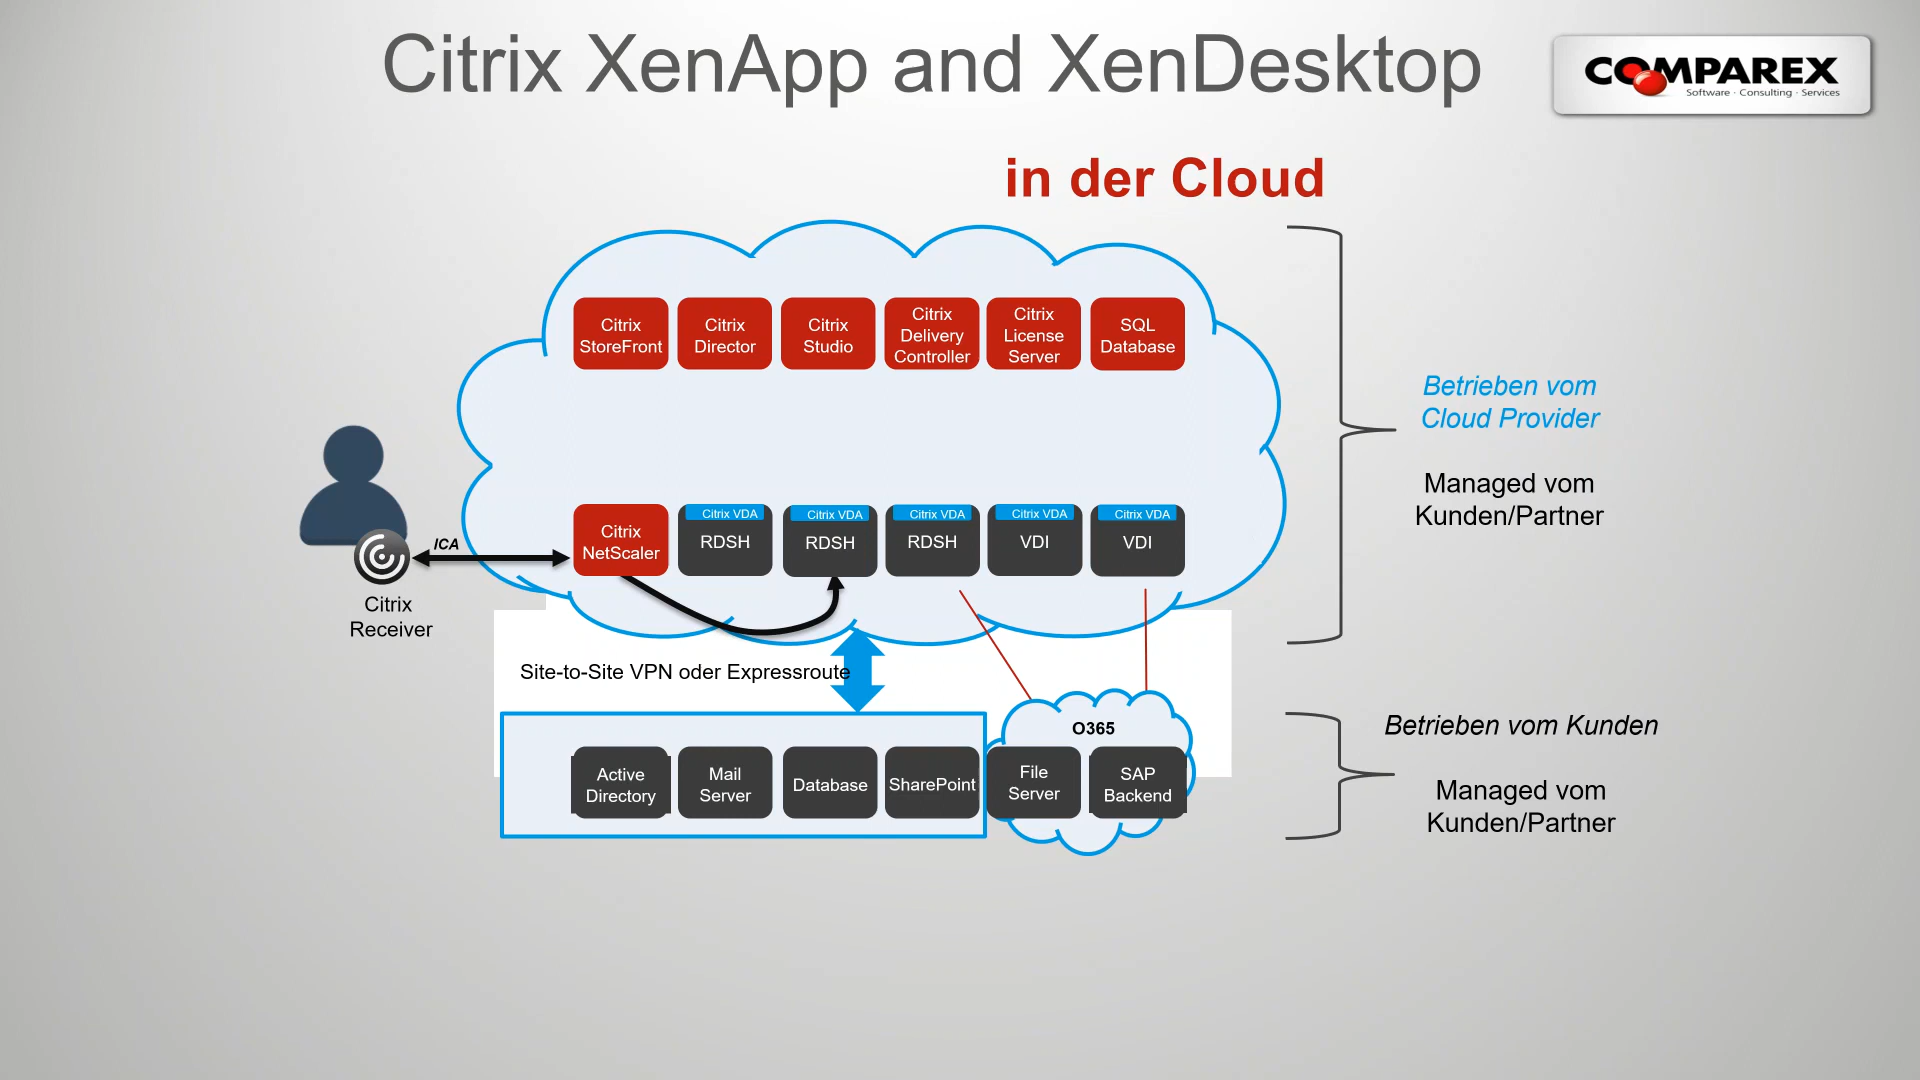 Citrix XenApp and XenDesktop
COMPAREX
Software · Consulting · Services
in der Cloud
Citrix
StoreFront
Citrix
Director
Citrix
Studio
Citrix
Delivery
Controller
Citrix
License
Server
SQL
Database
Betrieben vom
Cloud Provider
Managed vom
Kunden/Partner
ICA
Citrix
Receiver
Citrix
NetScaler
Citrix VDA
RDSH
Citrix VDA
RDSH
Citrix VDA
RDSH
Citrix VDA
VDI
Citrix VDA
VDI
Site-to-Site VPN oder Expressroute
O365
Active
Directory
Mail
Server
Database
SharePoint
File
Server
SAP
Backend
Betrieben vom Kunden
Managed vom
Kunden/Partner